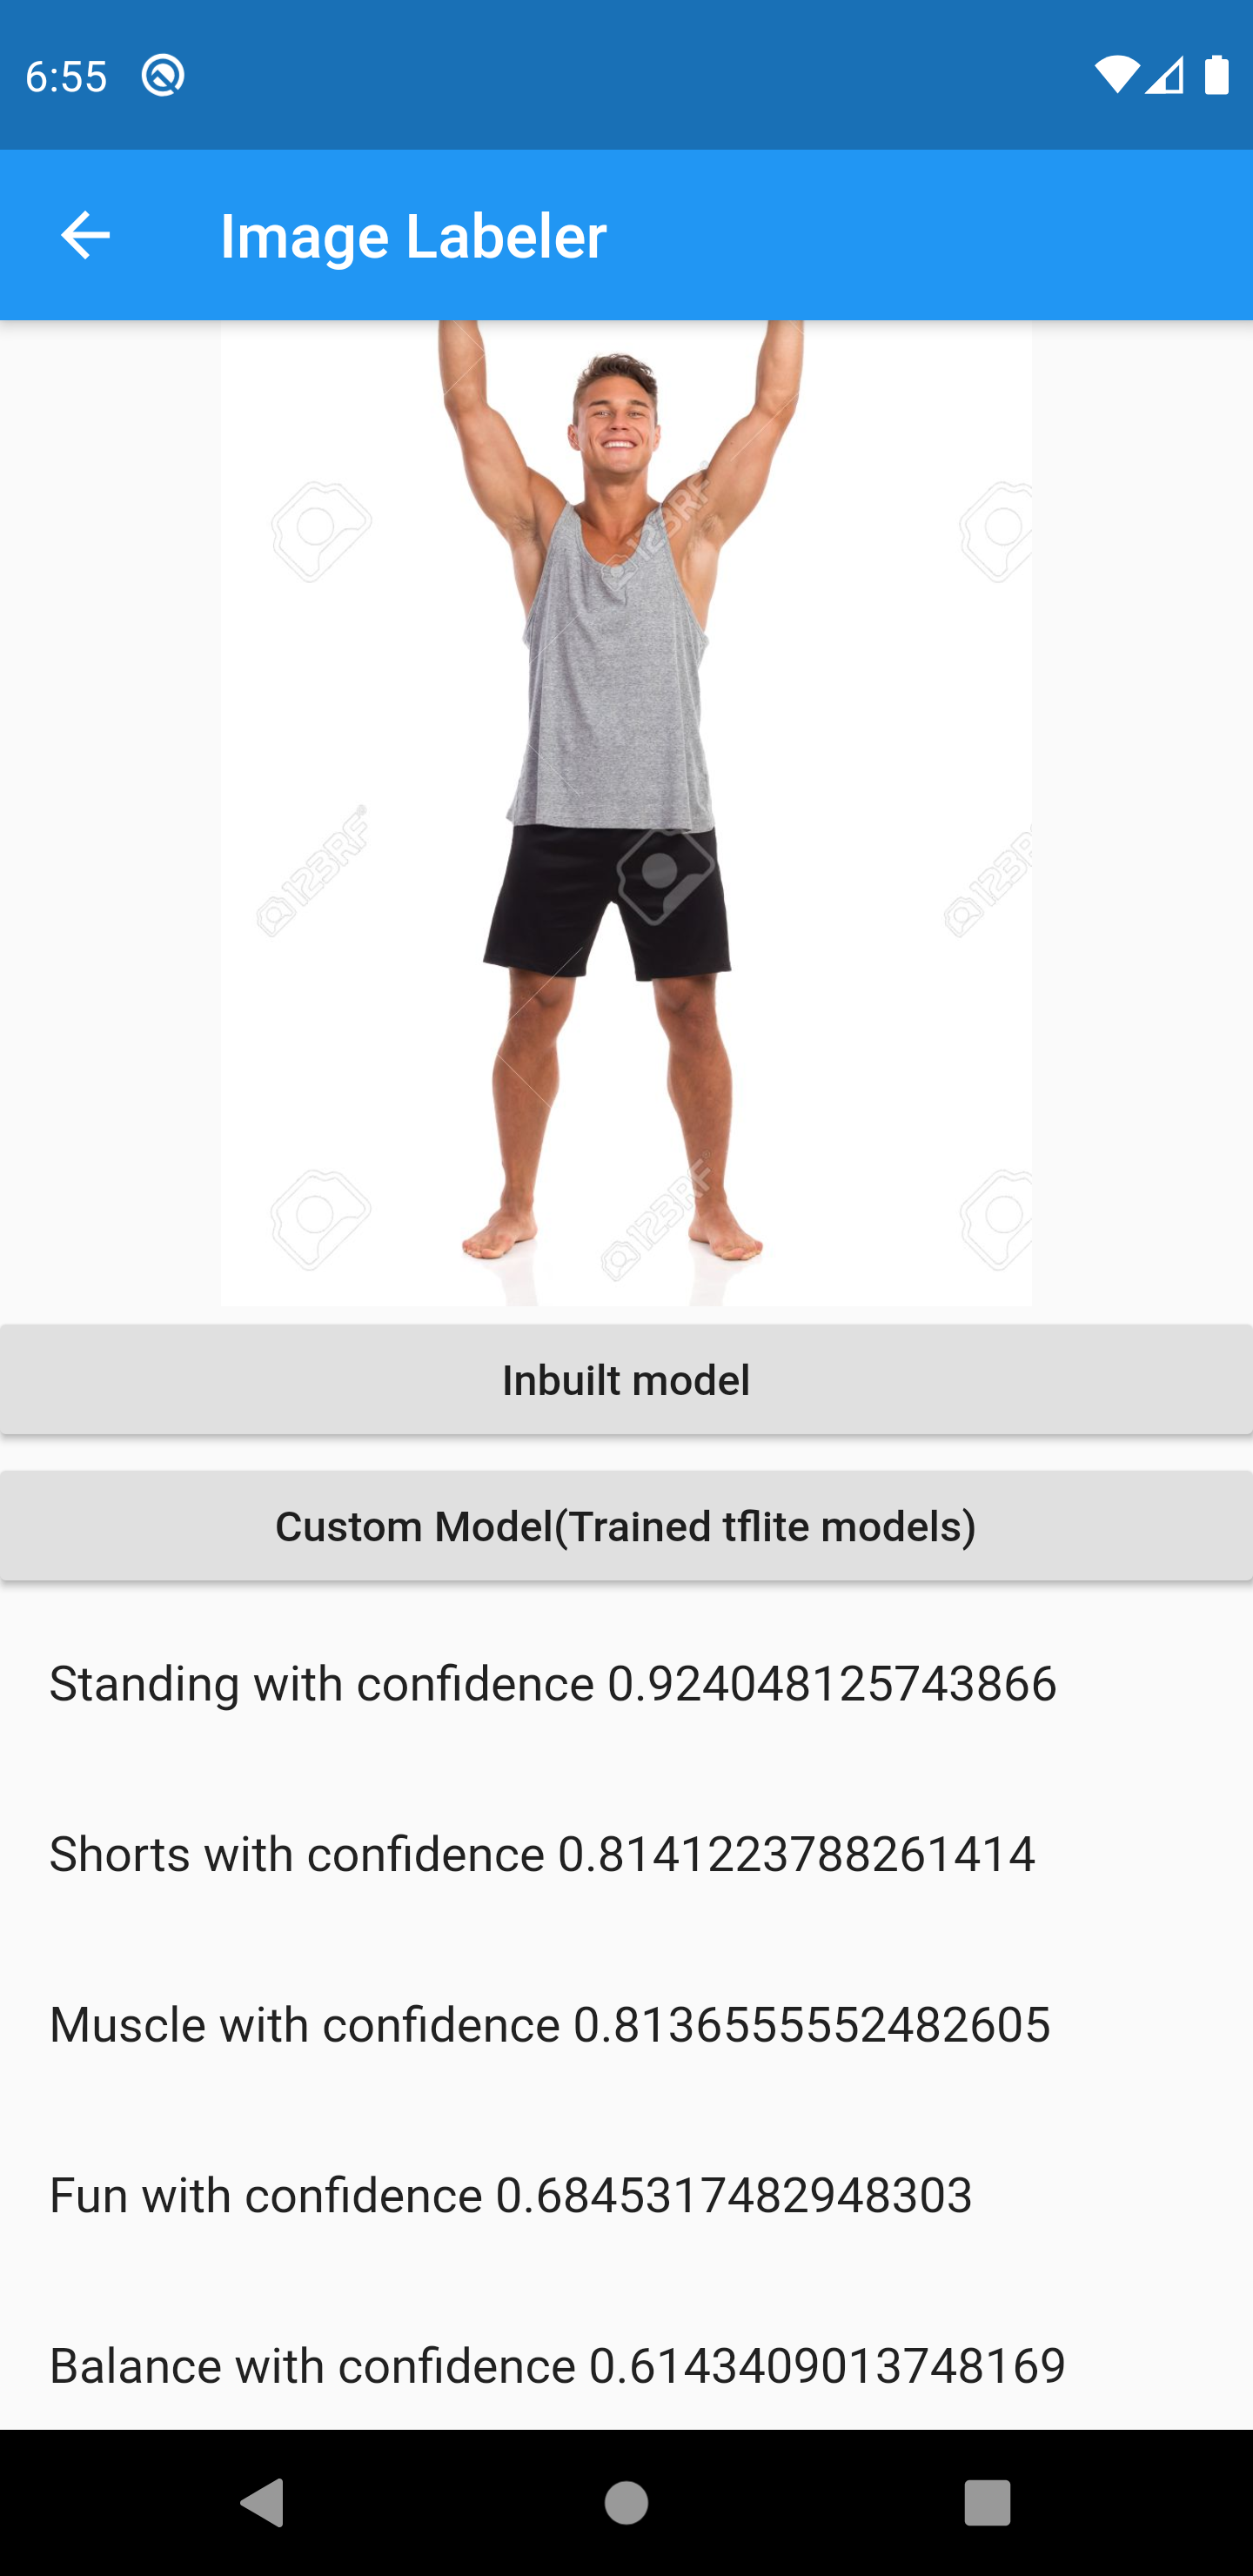 6:55
Image Labeler
123RF
123RF
123RF
123RF
Inbuilt model
Custom Model(Trained tflite models)
Standing with confidence 0.924048125743866
Shorts with confidence 0.8141223788261414
Muscle with confidence 0.8136555552482605
Fun with confidence 0.6845317482948303
Balance with confidence 0.6143409013748169